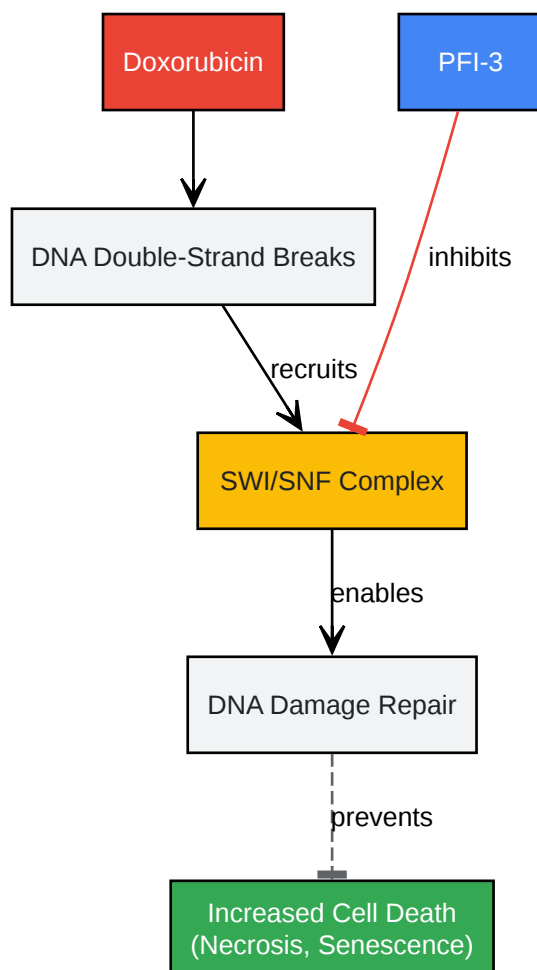 Doxorubicin
PFI-3
DNA Double-Strand Breaks
inhibits
recruits
SWI/SNF Complex
enables
DNA Damage Repair
prevents
Increased Cell Death
(Necrosis, Senescence)